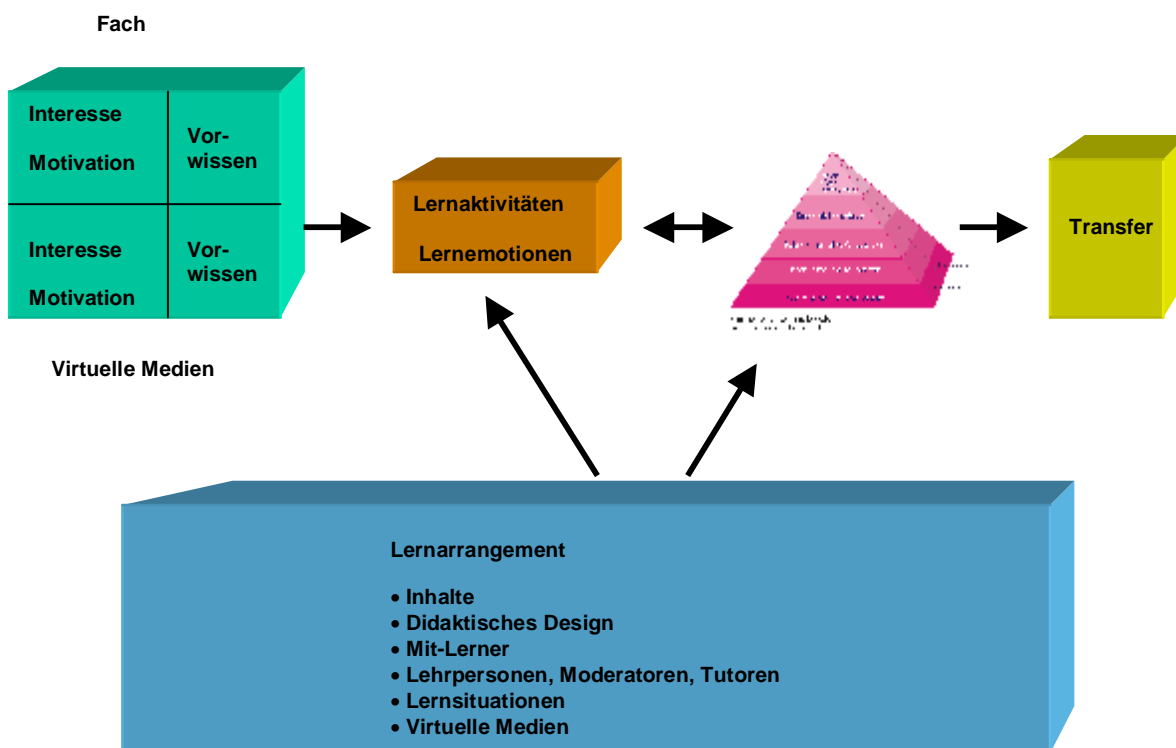 Fach
Interesse
Motivation
Vor-
wissen
Interesse
Motivation
Vor-
wissen
Virtuelle Medien
Lernaktivitäten
Lernemotionen
Transfer
Lernarrangement
• Inhalte
• Didaktisches Design
• Mit-Lerner
• Lehrpersonen, Moderatoren, Tutoren
• Lernsituationen
• Virtuelle Medien